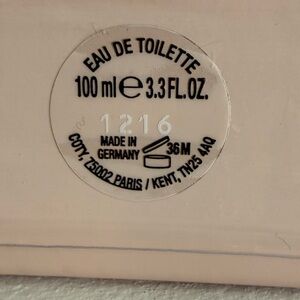 EAU DE TOILETTE
100 ml ℮ 3.3 FL.OZ.
1216
MADE IN
GERMANY
36M
COTY, 75002 PARIS / KENT, TN25 4AQ